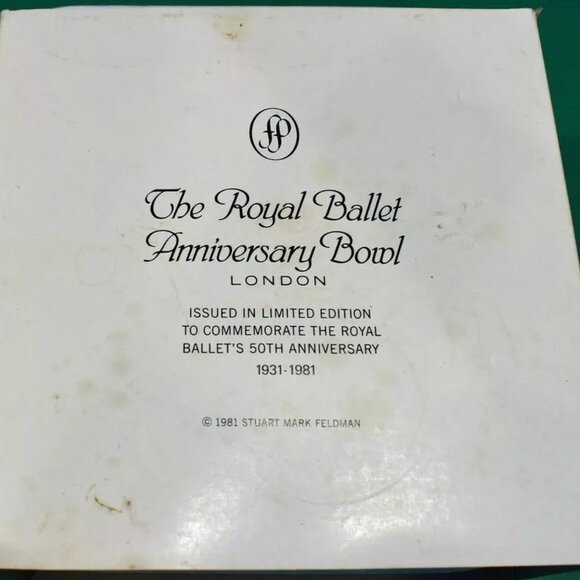 fp
The Royal Ballet
Anniversary Bowl
LONDON
ISSUED IN LIMITED EDITION
TO COMMEMORATE THE ROYAL
BALLET'S 50TH ANNIVERSARY
1931-1981
© 1981 STUART MARK FELDMAN